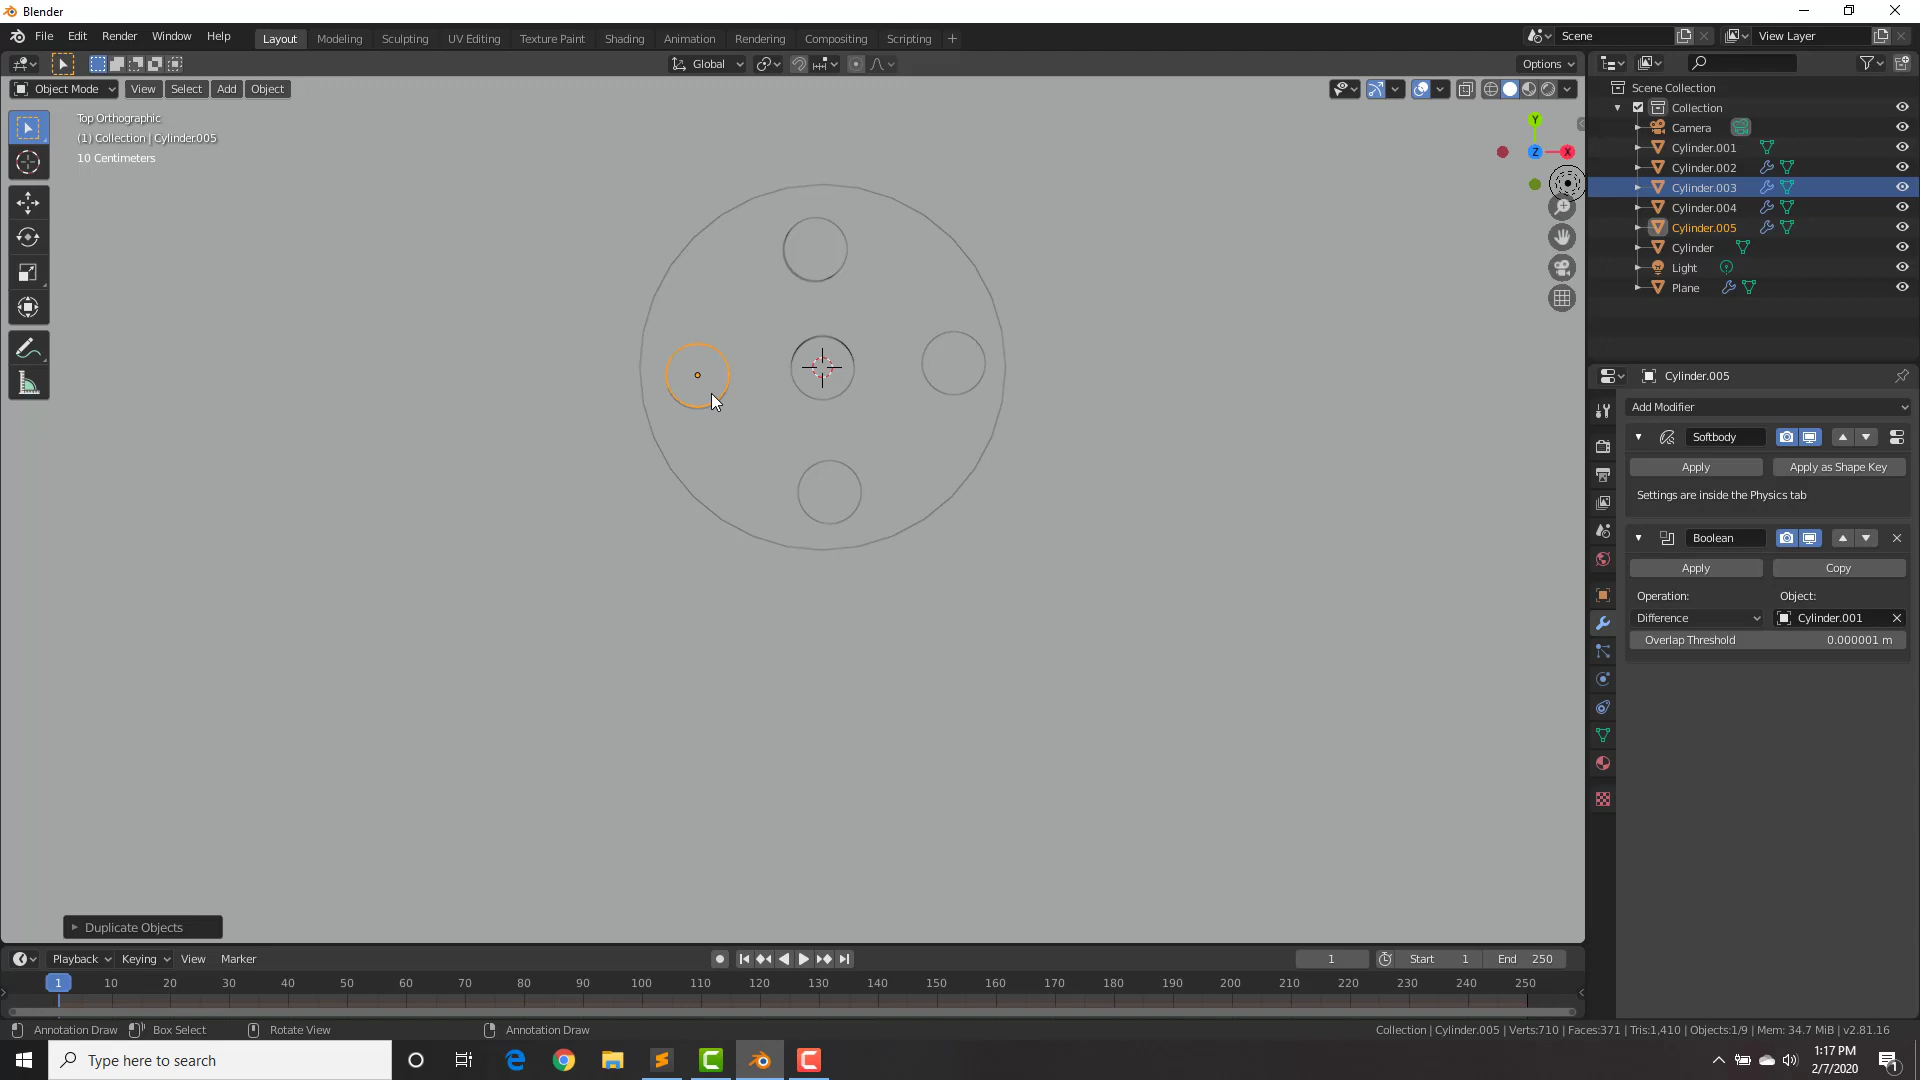 Blender
File Edit Render Window Help
Layout Modeling Sculpting UV Editing Texture Paint Shading Animation Rendering Compositing Scripting +
Scene
View Layer
Global
Options
Object Mode View Select Add Object
Top Orthographic
(1) Collection | Cylinder.005
10 Centimeters
Y
Z
X
Scene Collection
Collection
Camera
Cylinder.001
Cylinder.002
Cylinder.003
Cylinder.004
Cylinder.005
Cylinder
Light
Plane
Cylinder.005
Add Modifier
Softbody
Apply Apply as Shape Key
Settings are inside the Physics tab
Boolean
Apply Copy
Operation: Object:
Difference Cylinder.001
Overlap Threshold 0.000001 m
Duplicate Objects
Playback Keying View Marker
1 Start 1 End 250
1 10 20 30 40 50 60 70 80 90 100 110 120 130 140 150 160 170 180 190 200 210 220 230 240 250
Annotation Draw Box Select Rotate View Annotation Draw
Collection | Cylinder.005 | Verts:710 | Faces:371 | Tris:1,410 | Objects:1/9 | Mem: 34.7 MiB | v2.81.16
Type here to search
1:17 PM
2/7/2020
1